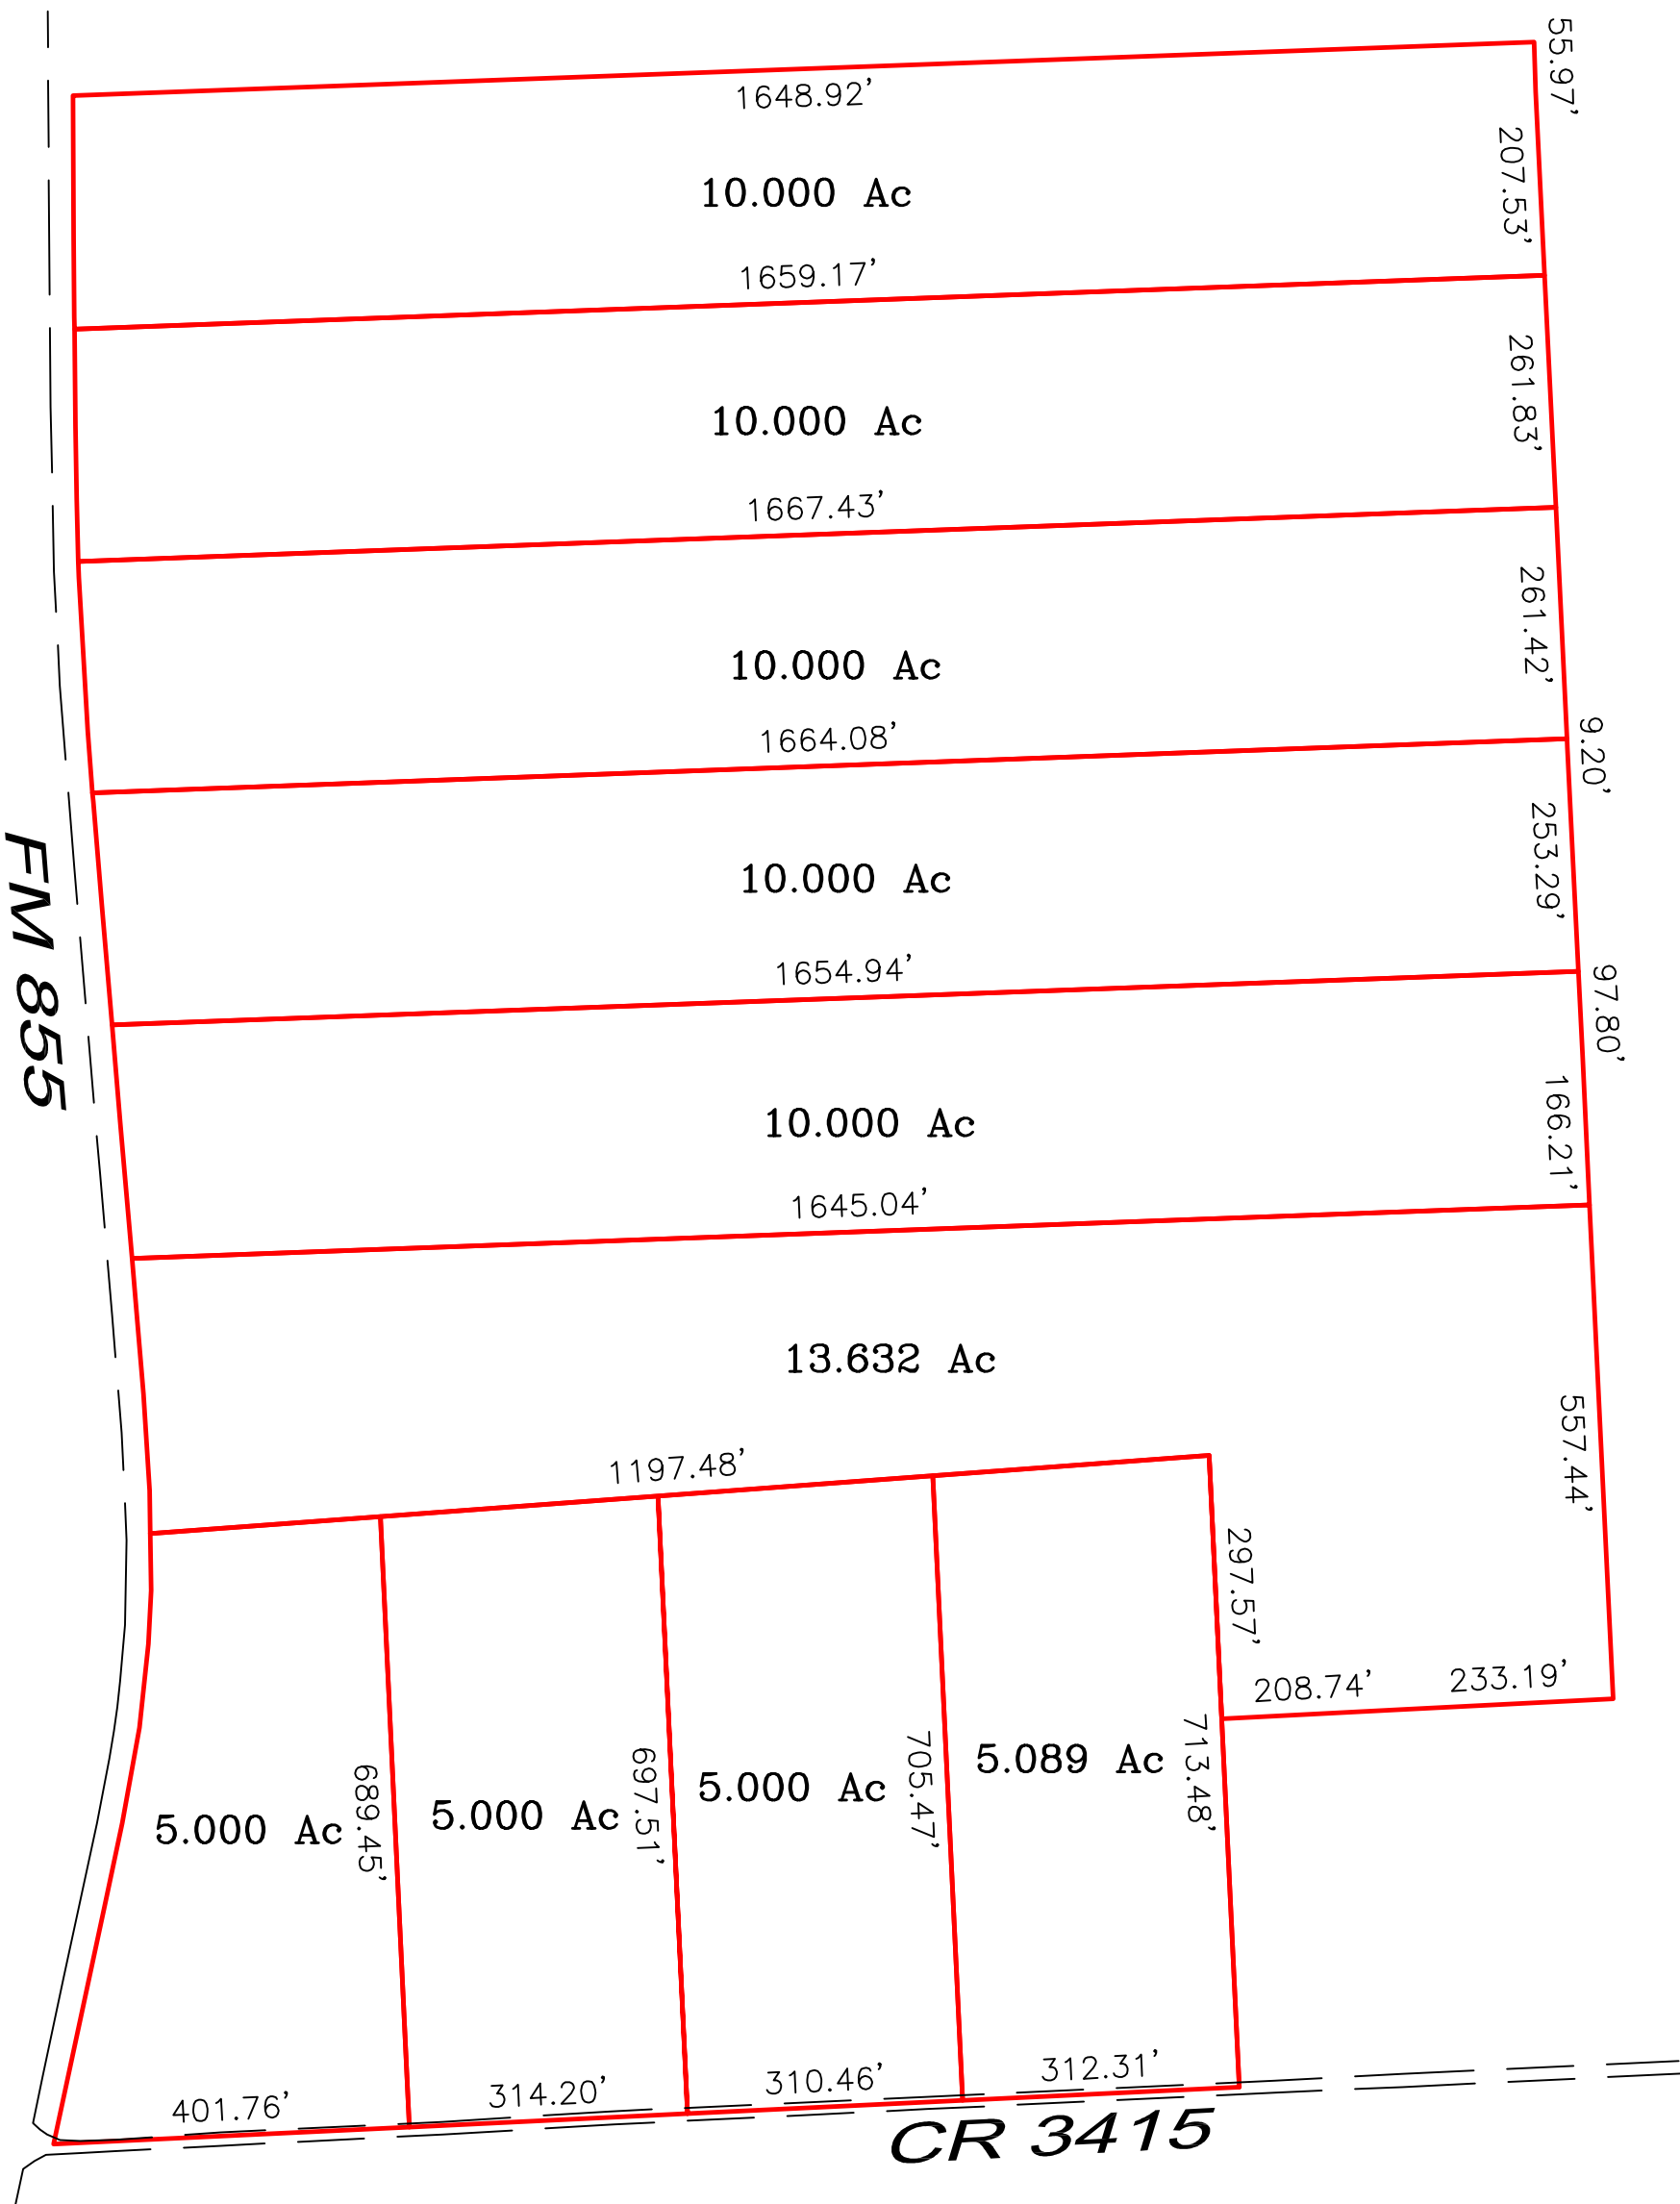 55.97'
1648.92'
207.53'
10.000 Ac
1659.17'
261.83'
10.000 Ac
1667.43'
261.42'
10.000 Ac
1664.08'
9.20'
253.29'
10.000 Ac
1654.94'
97.80'
FM 855
166.21'
10.000 Ac
1645.04'
13.632 Ac
557.44'
1197.48'
297.57'
208.74'
233.19'
713.48'
5.089 Ac
705.47'
5.000 Ac
697.51'
5.000 Ac
689.45'
5.000 Ac
312.31'
310.46'
314.20'
401.76'
CR 3415